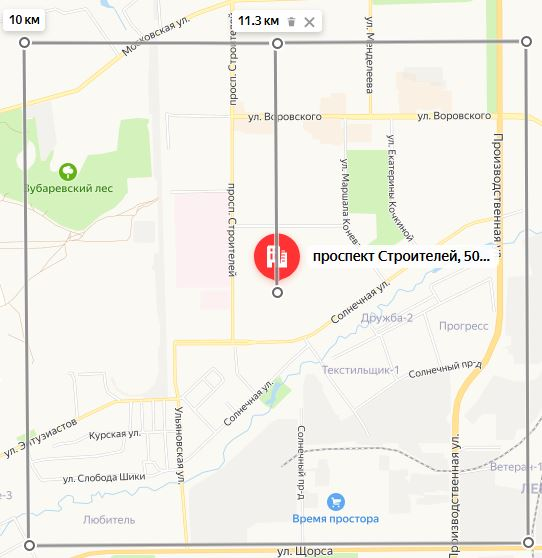 10 км
11.3 км
Московская ул.
просп. Строителей
ул. Менделеева
Производственная
ул. Воровского
ул. Воровского
Зубаревский лес
просп. Строителей
ул. Маршала Конева
ул. Екатерины Кочкиной
Производственная ул.
проспект Строителей, 50...
Солнечная ул.
Дружба-2
Прогресс
Текстильщик-1
Солнечный пр-д
Солнечная ул.
Ульяновская ул.
ул. Энтузиастов
Курская ул.
Солнечный пр-д
Производственная ул.
ул. Слобода Шики
Ветеран-1
Любитель
Время простора
ул. Щорса